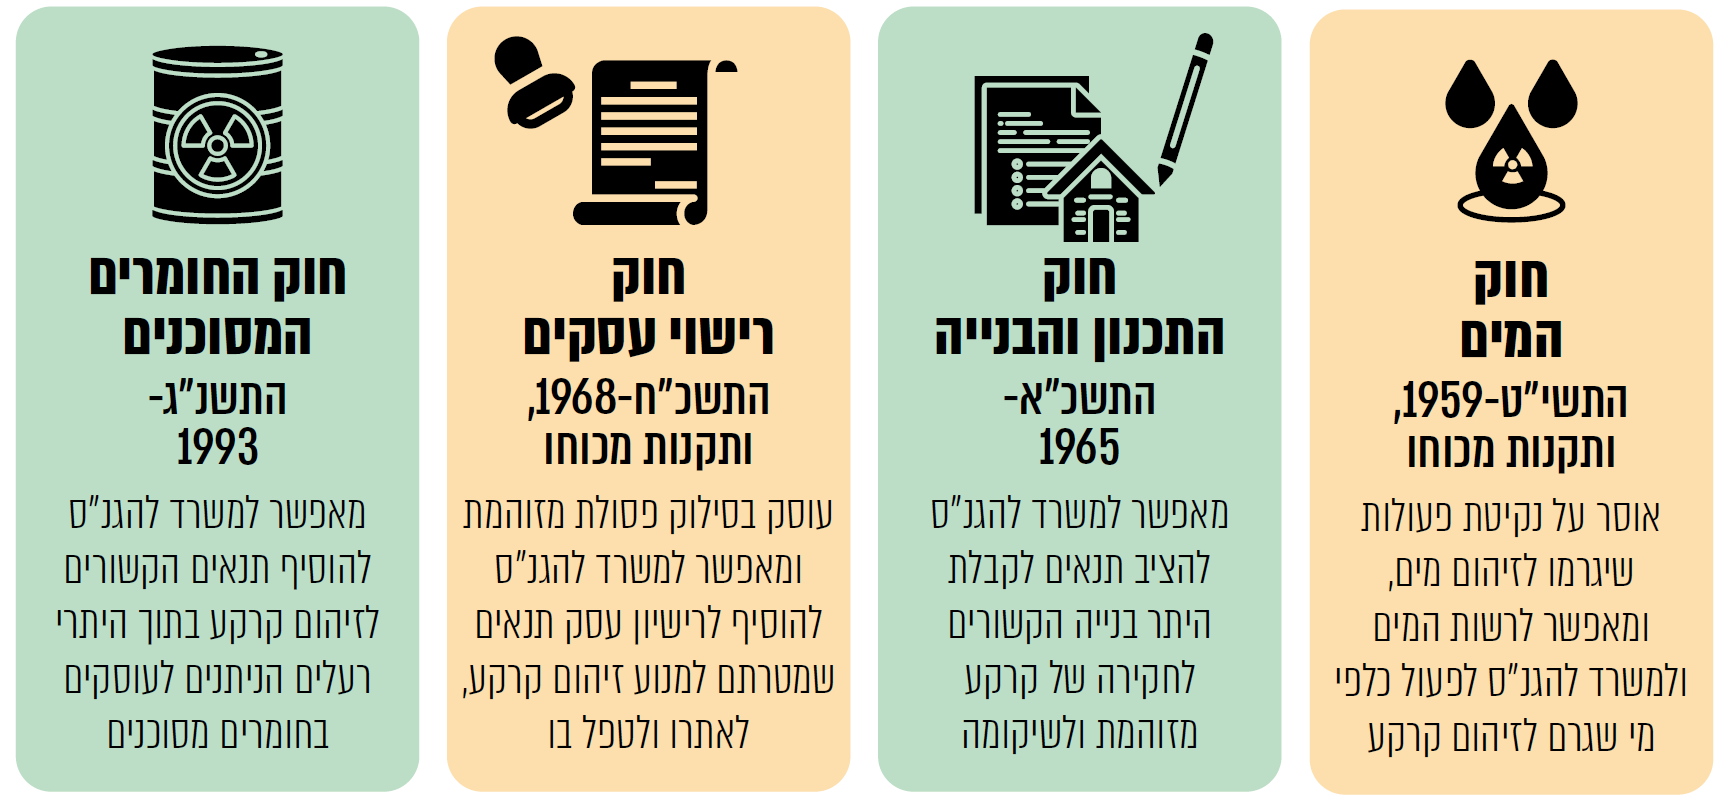 חוק
המים
התשי"ט-1959,
ותקנות מכוחו
אוסר על נקיטת פעולות
שיגרמו לזיהום מים,
ומאפשר לרשות המים
ולמשרד להגנ"ס לפעול כלפי
מי שגרם לזיהום קרקע
חוק
התכנון והבנייה
התשכ"א-
1965
מאפשר למשרד להגנ"ס
להציב תנאים לקבלת
היתר בנייה הקשורים
לחקירה של קרקע
מזוהמת ולשיקומה
חוק
רישוי עסקים
התשכ"ח-1968,
ותקנות מכוחו
עוסק בסילוק פסולת מזוהמת
ומאפשר למשרד להגנ"ס
להוסיף לרישיון עסק תנאים
שמטרתם למנוע זיהום קרקע,
לאתרו ולטפל בו
חוק החומרים
המסוכנים
התשנ"ג-
1993
מאפשר למשרד להגנ"ס
להוסיף תנאים הקשורים
לזיהום קרקע בתוך היתרי
רעלים הניתנים לעוסקים
בחומרים מסוכנים